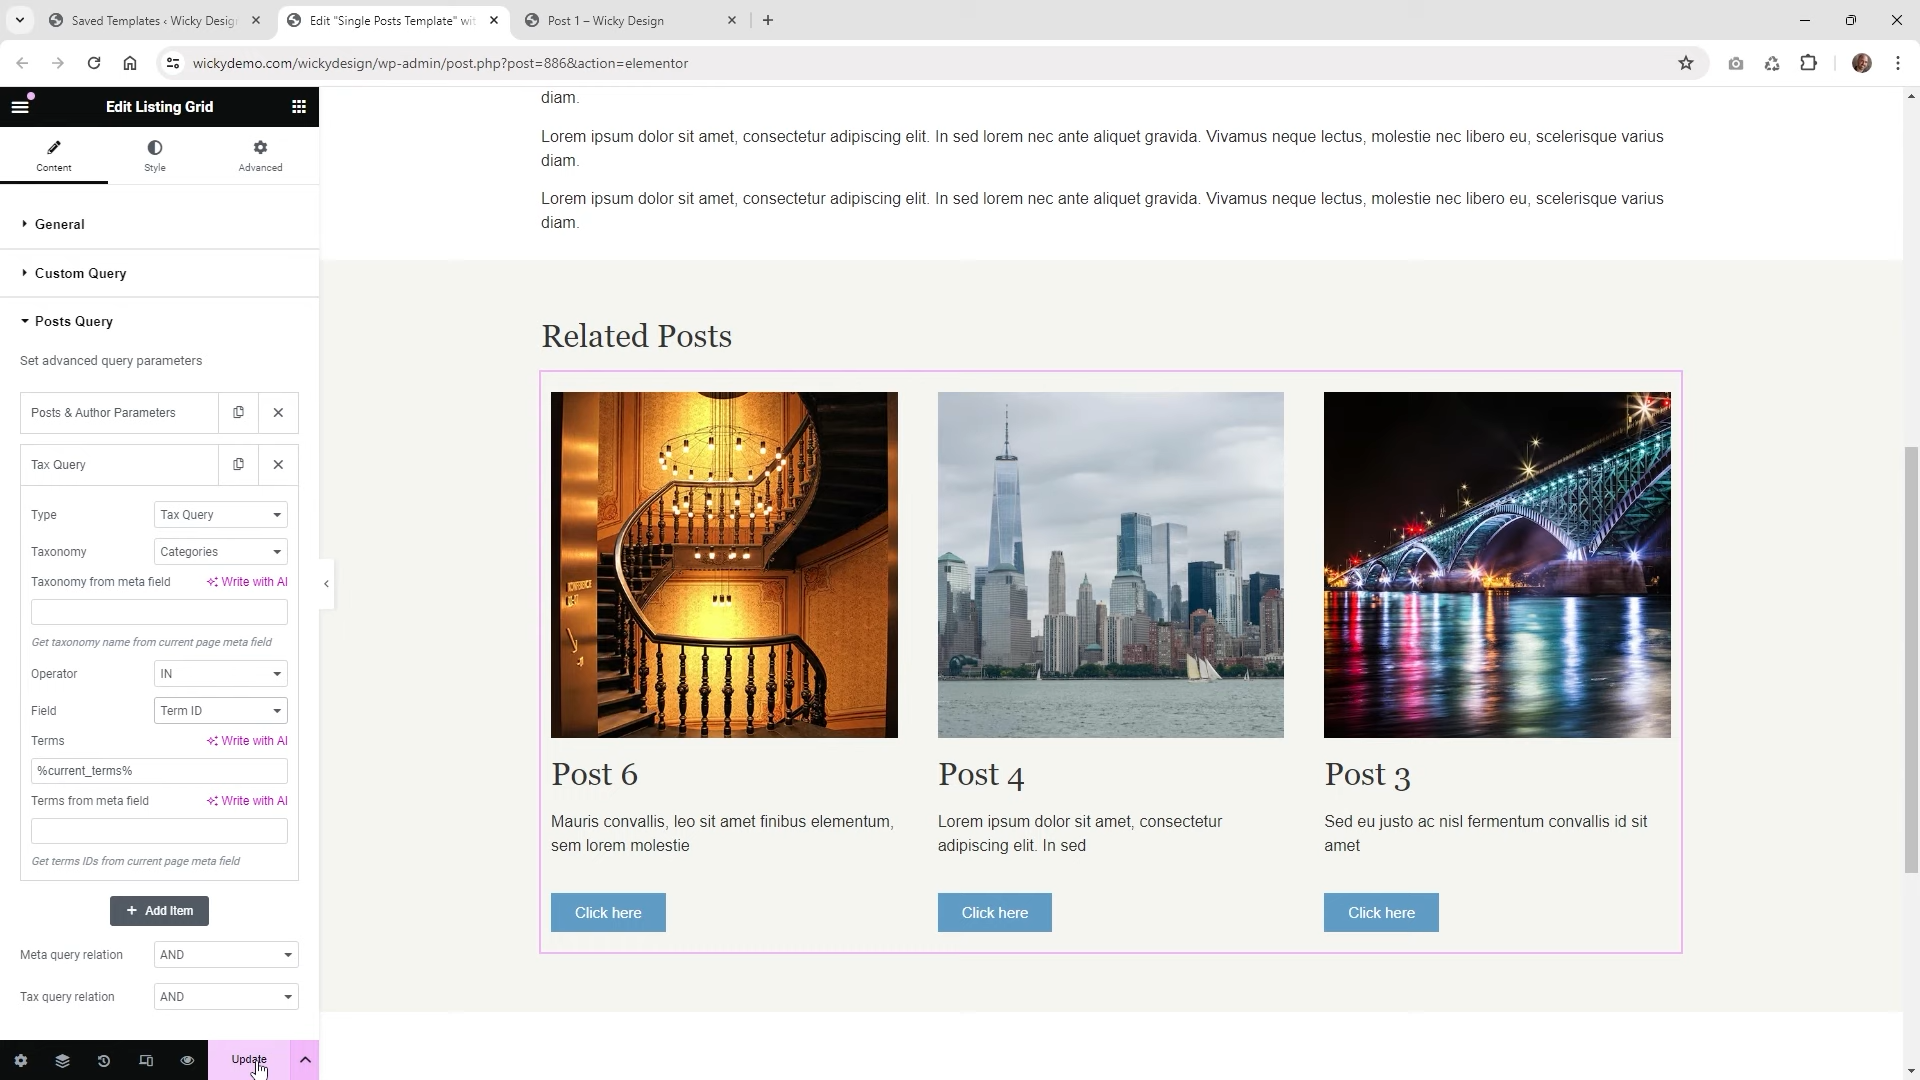 Saved Templates ‹ Wicky Desig
Edit "Single Posts Template" wit
Post 1 – Wicky Design
wickydemo.com/wickydesign/wp-admin/post.php?post=886&action=elementor
Edit Listing Grid
Content
Style
Advanced
General
Custom Query
Posts Query
Set advanced query parameters
Posts & Author Parameters
Tax Query
Type
Tax Query
Taxonomy
Categories
Taxonomy from meta field
Write with AI
Get taxonomy name from current page meta field
Operator
IN
Field
Term ID
Terms
Write with AI
%current_terms%
Terms from meta field
Write with AI
Get terms IDs from current page meta field
+ Add Item
Meta query relation
AND
Tax query relation
AND
Update
diam.
Lorem ipsum dolor sit amet, consectetur adipiscing elit. In sed lorem nec ante aliquet gravida. Vivamus neque lectus, molestie nec libero eu, scelerisque varius
diam.
Lorem ipsum dolor sit amet, consectetur adipiscing elit. In sed lorem nec ante aliquet gravida. Vivamus neque lectus, molestie nec libero eu, scelerisque varius
diam.
Related Posts
Post 6
Mauris convallis, leo sit amet finibus elementum,
sem lorem molestie
Click here
Post 4
Lorem ipsum dolor sit amet, consectetur
adipiscing elit. In sed
Click here
Post 3
Sed eu justo ac nisl fermentum convallis id sit
amet
Click here